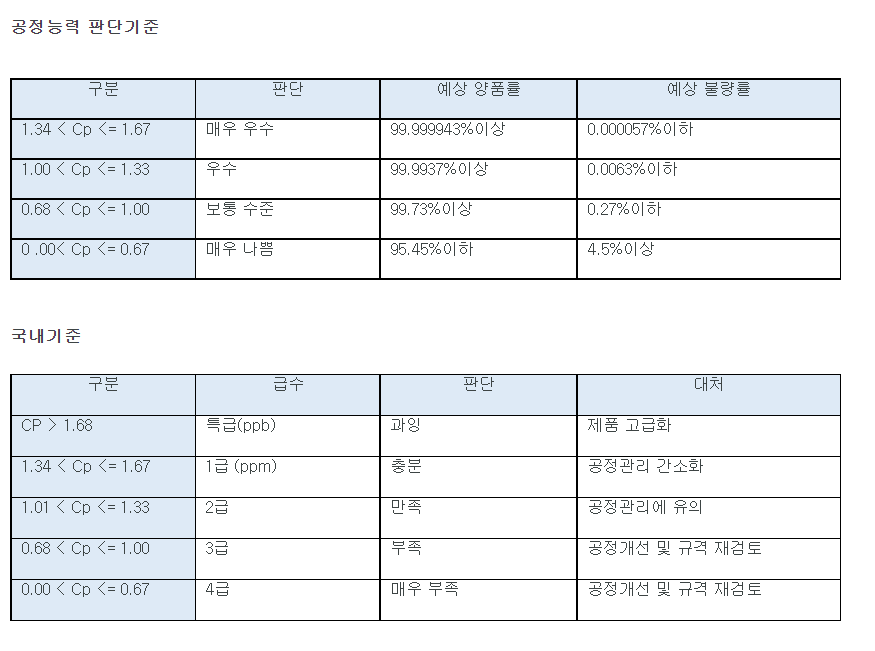 공정능력 판단기준
구분 판단 예상 양품률 예상 불량률
1.34 < Cp <= 1.67 매우 우수 99.999943%이상 0.000057%이하
1.00 < Cp <= 1.33 우수 99.9937%이상 0.0063%이하
0.68 < Cp <= 1.00 보통 수준 99.73%이상 0.27%이하
0 .00< Cp <= 0.67 매우 나쁨 95.45%이하 4.5%이상
국내기준
구분 급수 판단 대처
CP > 1.68 특급(ppb) 과잉 제품 고급화
1.34 < Cp <= 1.67 1급 (ppm) 충분 공정관리 간소화
1.01 < Cp <= 1.33 2급 만족 공정관리에 유의
0.68 < Cp <= 1.00 3급 부족 공정개선 및 규격 재검토
0.00 < Cp <= 0.67 4급 매우 부족 공정개선 및 규격 재검토